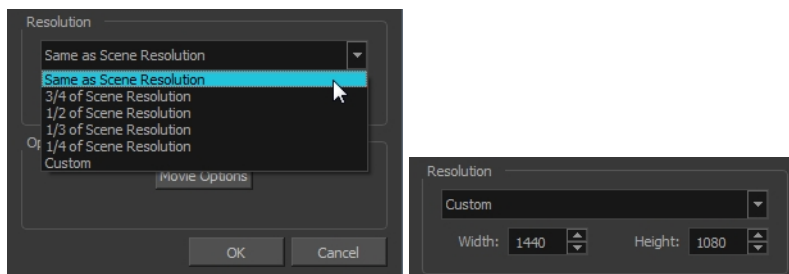 Resolution
Same as Scene Resolution
Same as Scene Resolution
3/4 of Scene Resolution
1/2 of Scene Resolution
1/3 of Scene Resolution
1/4 of Scene Resolution
Custom
Movie Options
OK Cancel
Resolution
Custom
Width: 1440 Height: 1080